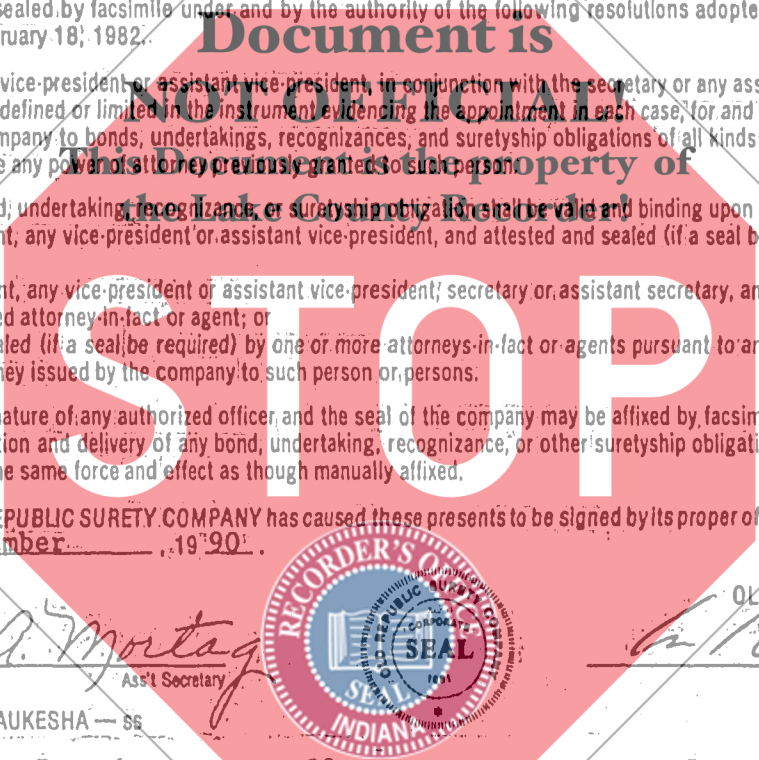 sealed by facsimile under and by the authority of the following resolutions adopte
ruary 18, 1982.
Document is
vice-president or assistant vice-president, in conjunction with the secretary or any ass
NOT OFFICIAL!
defined or limited in the instrument evidencing the appointment in each case, for and
mpany to bonds, undertakings, recognizances, and suretyship obligations of all kinds
This Document is the property of
e any power of attorney previously granted to such person.
the Lake County Recorder!
d, undertaking, recognizance, or suretyship obligation shall be valid and binding upon
nt, any vice-president or assistant vice-president, and attested and sealed (if a seal b
STOP
nt, any vice-president or assistant vice-president, secretary or assistant secretary, an
ed attorney-in-fact or agent; or
aled (if a seal be required) by one or more attorneys-in-fact or agents pursuant to an
ney issued by the company to such person or persons.
nature of any authorized officer and the seal of the company may be affixed by facsim
tion and delivery of any bond, undertaking, recognizance, or other suretyship obligati
he same force and effect as though manually affixed.
EPUBLIC SURETY COMPANY has caused these presents to be signed by its proper of
mber , 19 90 .
RECORDER'S OFFICE
SEAL
INDIANA
OLD REPUBLIC SURETY COMPANY
CORPORATE
SEAL
1981
OL
A. Mortag
Ass't Secretary
AUKESHA — ss